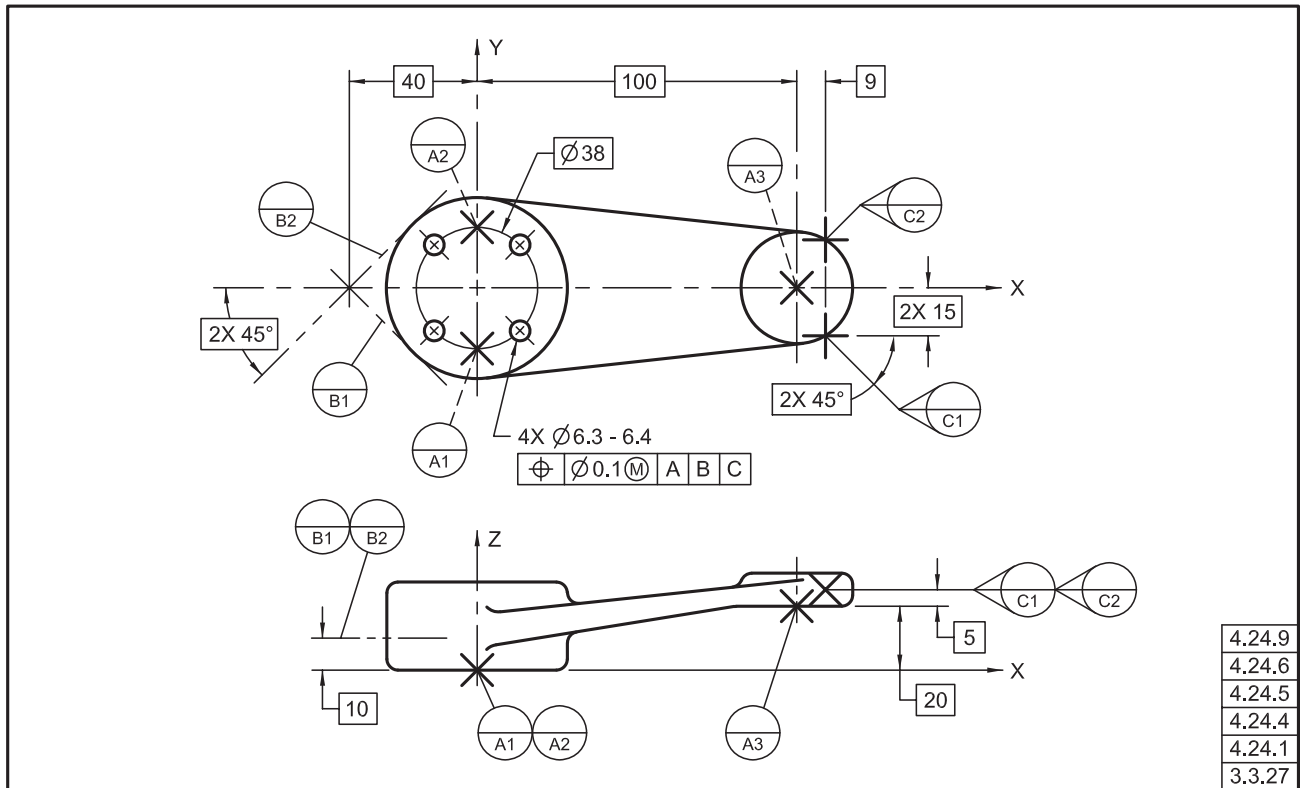 Y
40 100 9
A2 Ø38 A3
B2 C2
X
2X 45° 2X 15
B1 2X 45°
C1
A1 4X Ø6.3 - 6.4
⌖ Ø0.1Ⓜ A B C
B1 B2 Z
C1 C2
5
X
10 20
A1 A2 A3
4.24.9
4.24.6
4.24.5
4.24.4
4.24.1
3.3.27